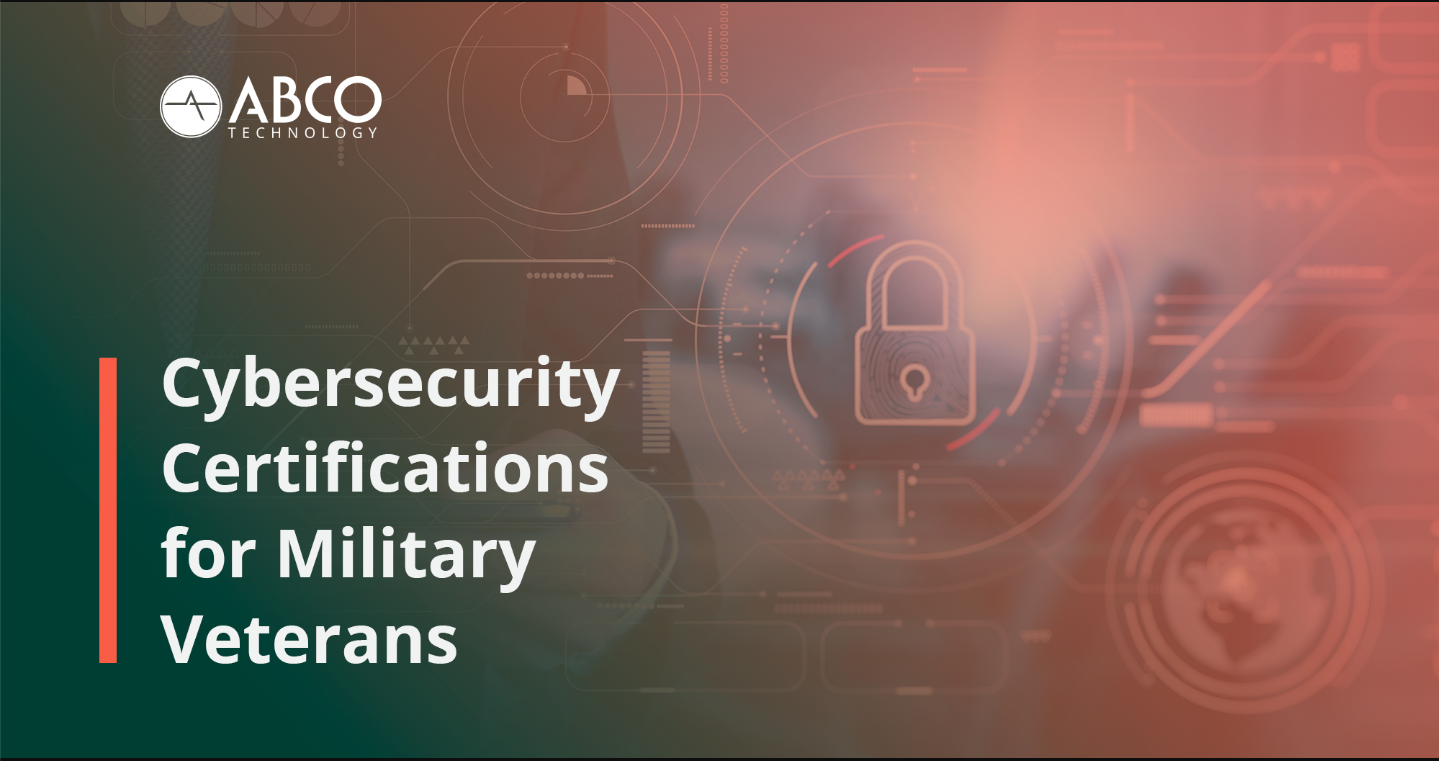 ABCO
TECHNOLOGY
Cybersecurity
Certifications
for Military
Veterans